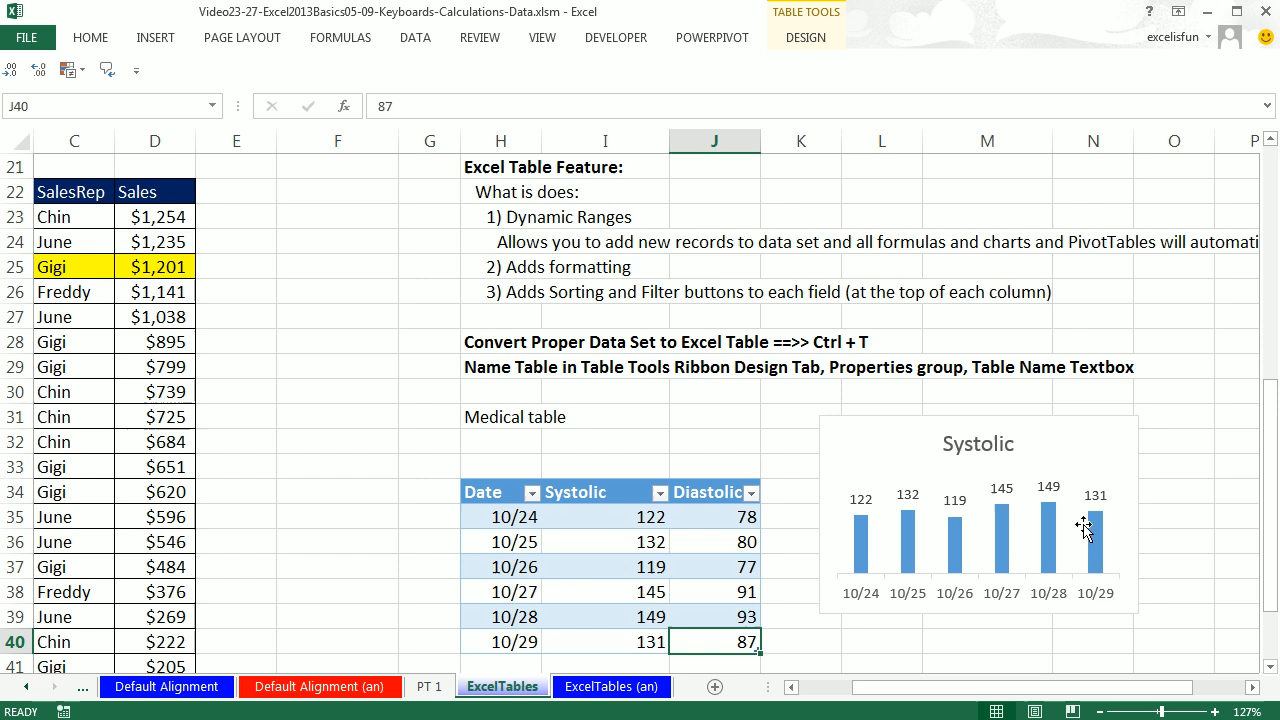 Video23-27-Excel2013Basics05-09-Keyboards-Calculations-Data.xlsm - Excel
TABLE TOOLS
?
FILE HOME INSERT PAGE LAYOUT FORMULAS DATA REVIEW VIEW DEVELOPER POWERPIVOT DESIGN excelisfun
J40 fx 87
C D E F G H I J K L M N O P
21 Excel Table Feature:
22 SalesRep Sales What is does:
23 Chin $1,254 1) Dynamic Ranges
24 June $1,235 Allows you to add new records to data set and all formulas and charts and PivotTables will automati
25 Gigi $1,201 2) Adds formatting
26 Freddy $1,141 3) Adds Sorting and Filter buttons to each field (at the top of each column)
27 June $1,038
28 Gigi $895 Convert Proper Data Set to Excel Table ==>> Ctrl + T
29 Gigi $799 Name Table in Table Tools Ribbon Design Tab, Properties group, Table Name Textbox
30 Chin $739
31 Chin $725 Medical table
32 Chin $684
33 Gigi $651
34 Gigi $620 Date Systolic Diastolic
35 June $596 10/24 122 78
36 June $546 10/25 132 80
37 Gigi $484 10/26 119 77
38 Freddy $376 10/27 145 91
39 June $269 10/28 149 93
40 Chin $222 10/29 131 87
41 Gigi $205
Systolic
122 132 119 145 149 131
10/24 10/25 10/26 10/27 10/28 10/29
... Default Alignment Default Alignment (an) PT 1 ExcelTables ExcelTables (an)
READY 127%